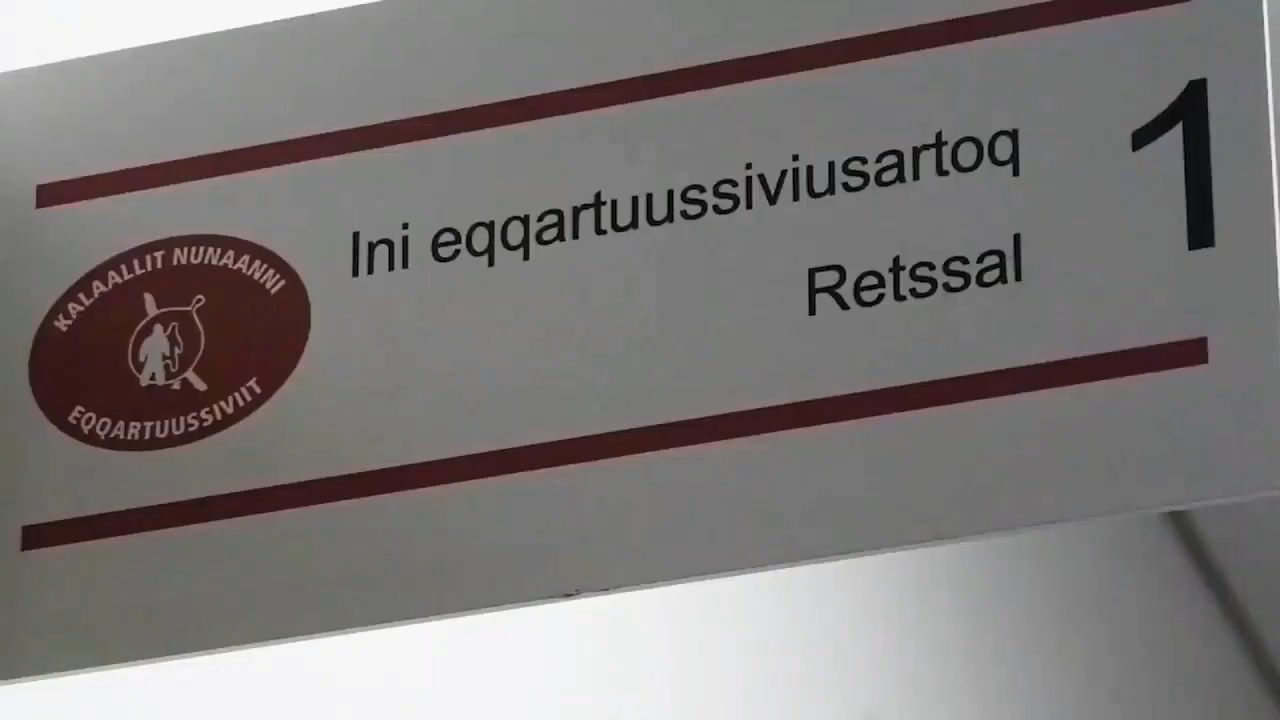 KALAALLIT NUNAANNI
EQQARTUUSSIVIIT
Ini eqqartuussiviusartoq
Retssal
1